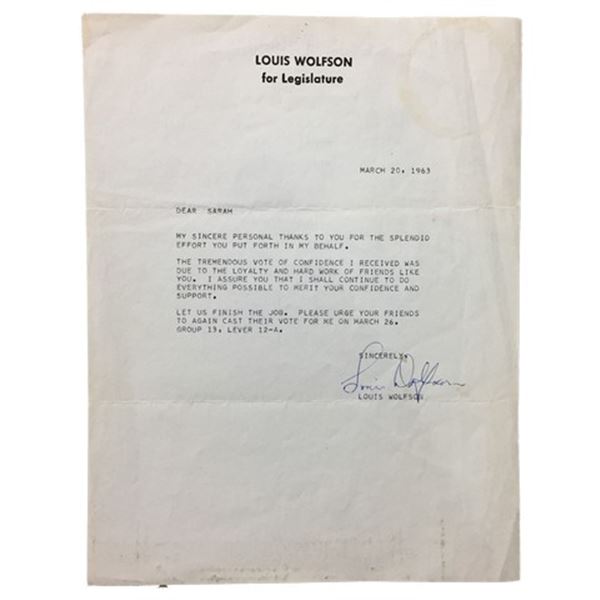 LOUIS WOLFSON
for Legislature
MARCH 20, 1963
DEAR SARAH
MY SINCERE PERSONAL THANKS TO YOU FOR THE SPLENDID
EFFORT YOU PUT FORTH IN MY BEHALF.
THE TREMENDOUS VOTE OF CONFIDENCE I RECEIVED WAS
DUE TO THE LOYALTY AND HARD WORK OF FRIENDS LIKE
YOU. I ASSURE YOU THAT I SHALL CONTINUE TO DO
EVERYTHING POSSIBLE TO MERIT YOUR CONFIDENCE AND
SUPPORT.
LET US FINISH THE JOB. PLEASE URGE YOUR FRIENDS
TO AGAIN CAST THEIR VOTE FOR ME ON MARCH 26.
GROUP 13, LEVER 12-A.
SINCERELY,
Louis Wolfson
LOUIS WOLFSON